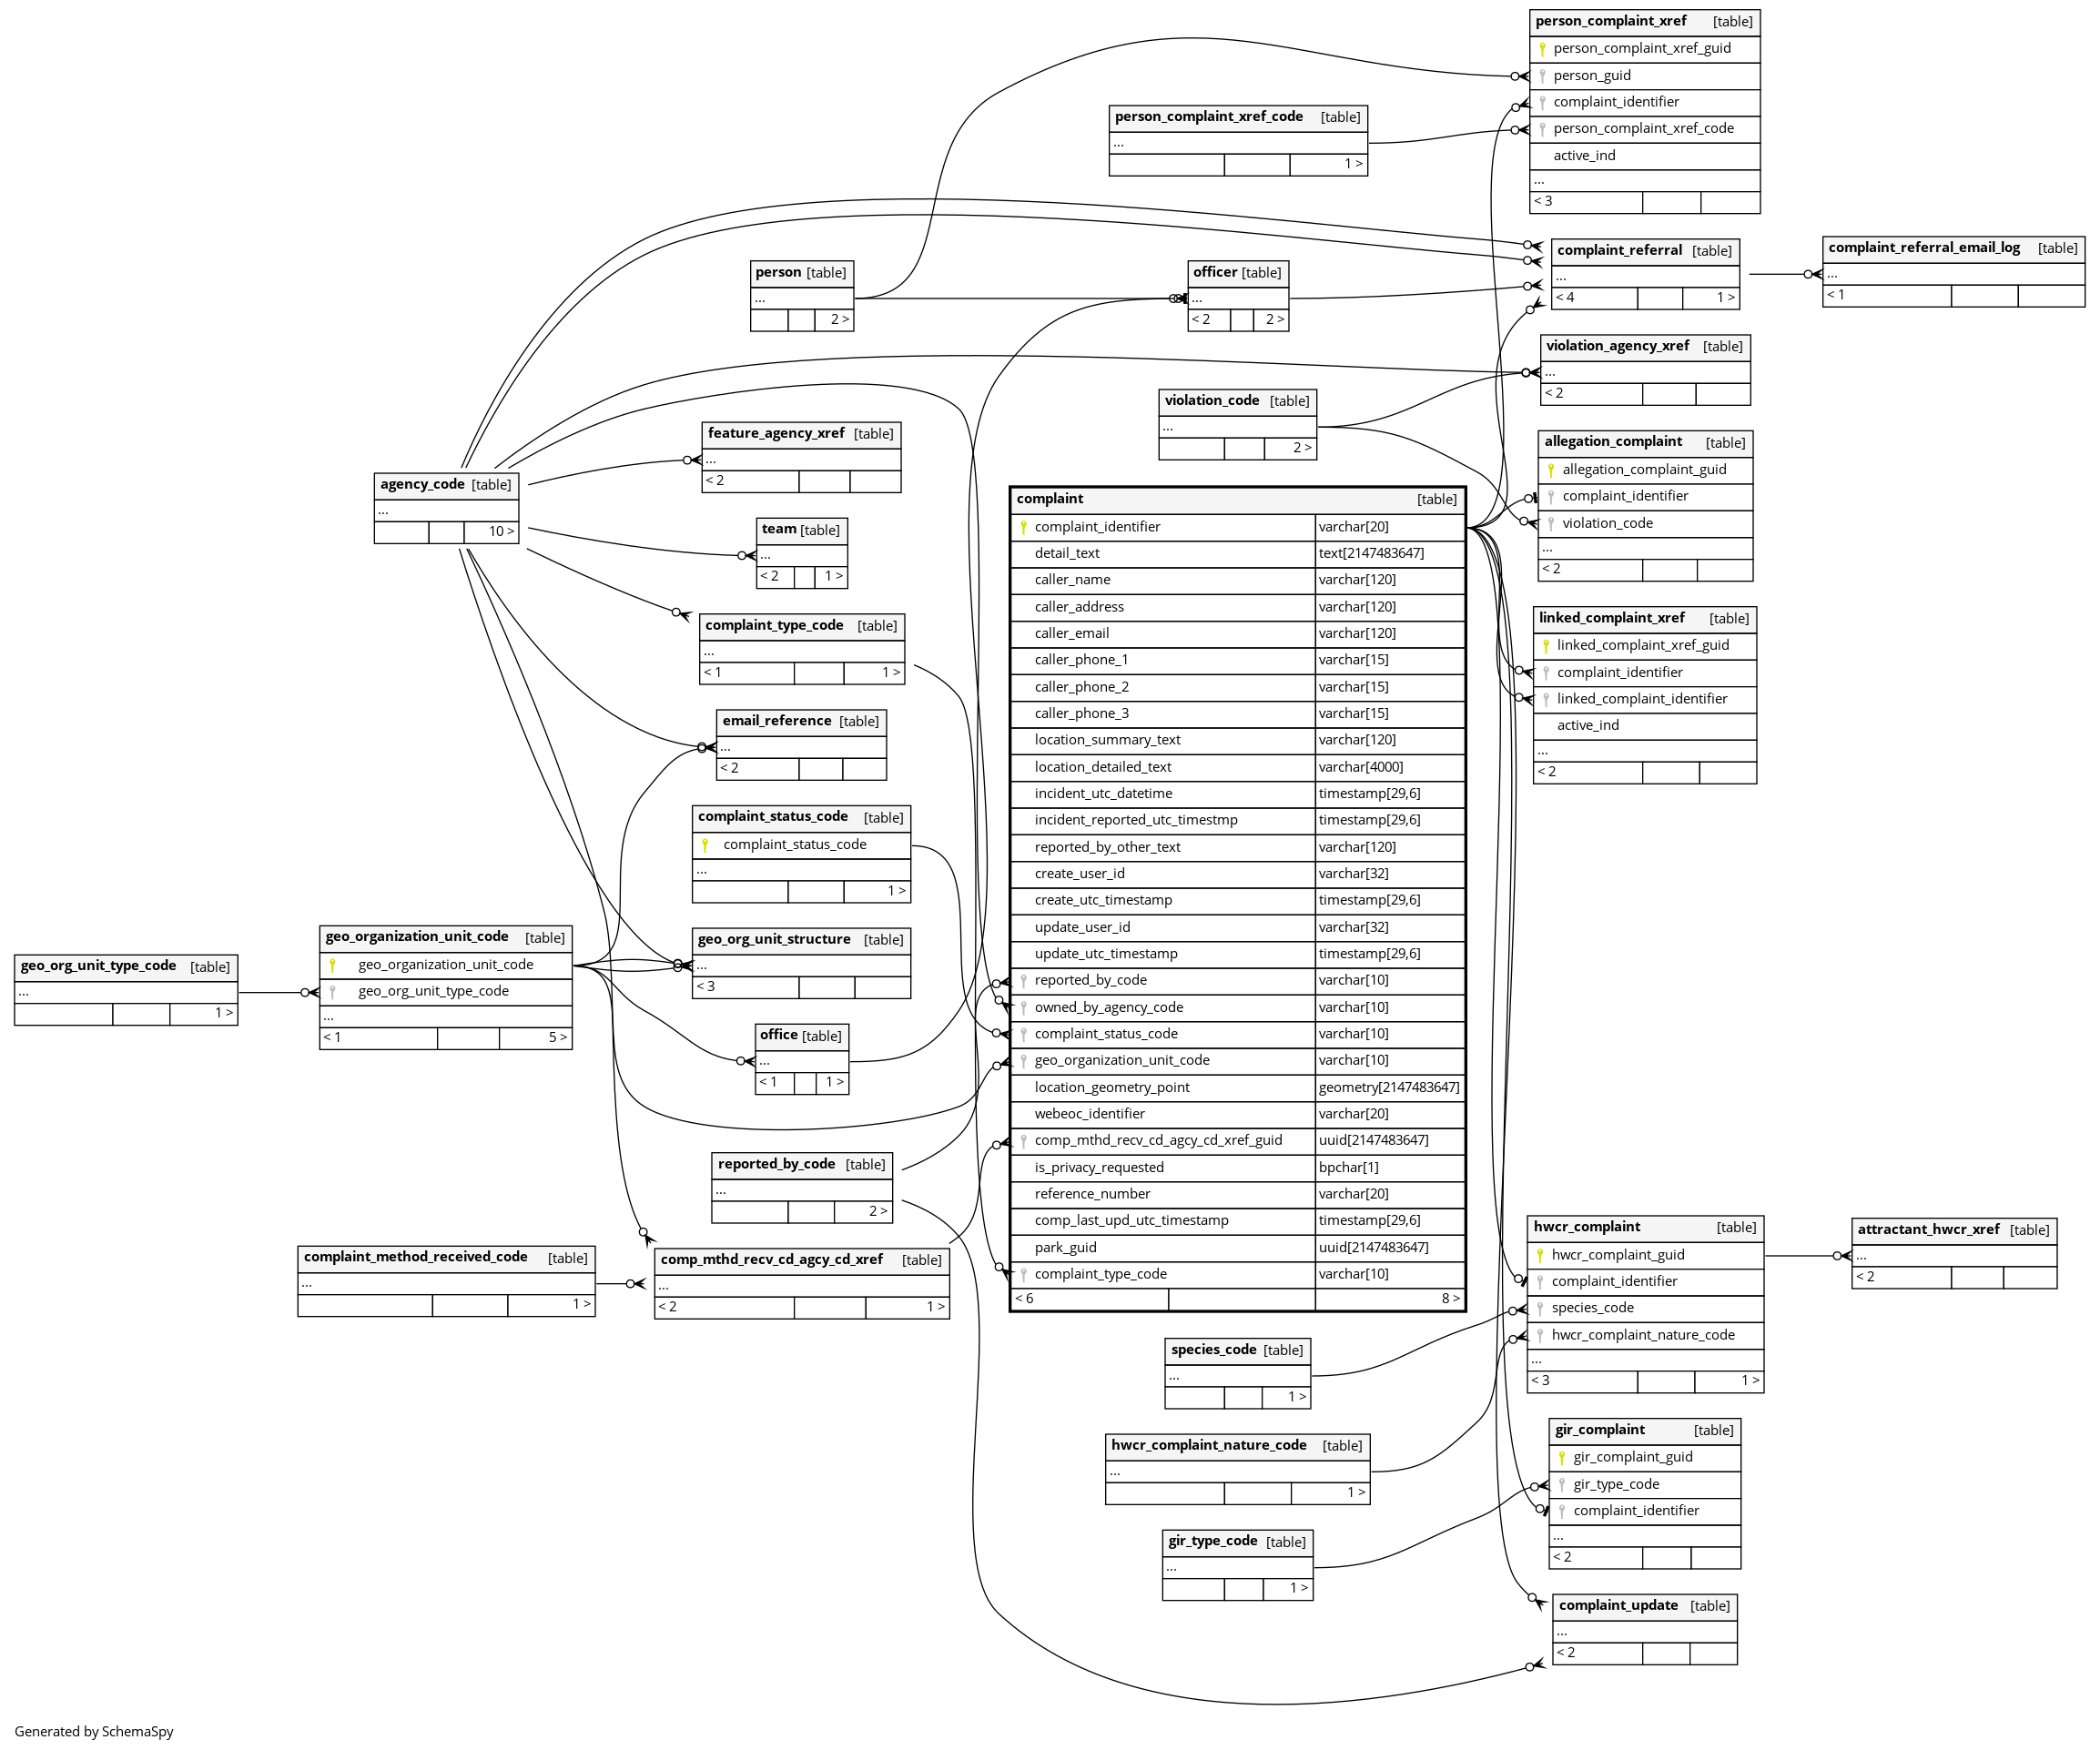 person_complaint_xref [table]
person_complaint_xref_guid
person_guid
complaint_identifier
person_complaint_xref_code
active_ind
...
< 3
person_complaint_xref_code [table]
...
1 >
complaint_referral [table]
...
< 4 1 >
complaint_referral_email_log [table]
...
< 1
person [table]
...
2 >
officer [table]
...
< 2 2 >
violation_agency_xref [table]
...
< 2
violation_code [table]
...
2 >
feature_agency_xref [table]
...
< 2
allegation_complaint [table]
allegation_complaint_guid
complaint_identifier
violation_code
...
< 2
agency_code [table]
...
10 >
team [table]
...
< 2 1 >
complaint_type_code [table]
...
< 1 1 >
email_reference [table]
...
< 2
complaint_status_code [table]
complaint_status_code
...
1 >
geo_org_unit_structure [table]
...
< 3
geo_organization_unit_code [table]
geo_organization_unit_code
geo_org_unit_type_code
...
< 1 5 >
geo_org_unit_type_code [table]
...
1 >
office [table]
...
< 1 1 >
reported_by_code [table]
...
2 >
complaint_method_received_code [table]
...
1 >
comp_mthd_recv_cd_agcy_cd_xref [table]
...
< 2 1 >
complaint [table]
complaint_identifier varchar[20]
detail_text text[2147483647]
caller_name varchar[120]
caller_address varchar[120]
caller_email varchar[120]
caller_phone_1 varchar[15]
caller_phone_2 varchar[15]
caller_phone_3 varchar[15]
location_summary_text varchar[120]
location_detailed_text varchar[4000]
incident_utc_datetime timestamp[29,6]
incident_reported_utc_timestmp timestamp[29,6]
reported_by_other_text varchar[120]
create_user_id varchar[32]
create_utc_timestamp timestamp[29,6]
update_user_id varchar[32]
update_utc_timestamp timestamp[29,6]
reported_by_code varchar[10]
owned_by_agency_code varchar[10]
complaint_status_code varchar[10]
geo_organization_unit_code varchar[10]
location_geometry_point geometry[2147483647]
webeoc_identifier varchar[20]
comp_mthd_recv_cd_agcy_cd_xref_guid uuid[2147483647]
is_privacy_requested bpchar[1]
reference_number varchar[20]
comp_last_upd_utc_timestamp timestamp[29,6]
park_guid uuid[2147483647]
complaint_type_code varchar[10]
< 6 8 >
linked_complaint_xref [table]
linked_complaint_xref_guid
complaint_identifier
linked_complaint_identifier
active_ind
...
< 2
hwcr_complaint [table]
hwcr_complaint_guid
complaint_identifier
species_code
hwcr_complaint_nature_code
...
< 3 1 >
attractant_hwcr_xref [table]
...
< 2
species_code [table]
...
1 >
hwcr_complaint_nature_code [table]
...
1 >
gir_complaint [table]
gir_complaint_guid
gir_type_code
complaint_identifier
...
< 2
gir_type_code [table]
...
1 >
complaint_update [table]
...
< 2
Generated by SchemaSpy